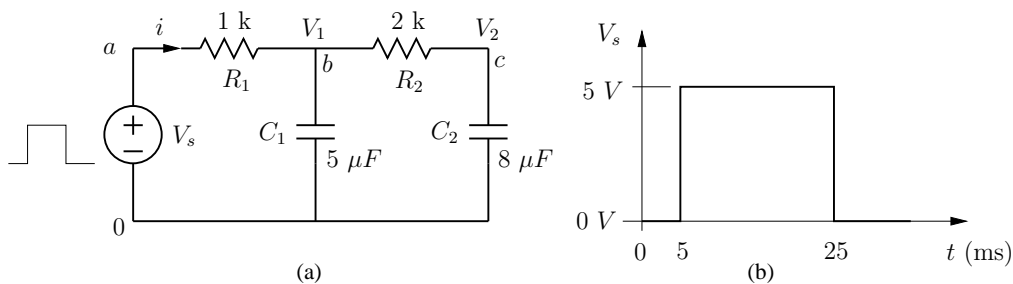 1 k
2 k
V₁
V₂
a
i
b
c
R₁
R₂
Vₛ
C₁
C₂
5 μF
8 μF
0
(a)
Vₛ
5 V
0 V
0
5
25
t (ms)
(b)